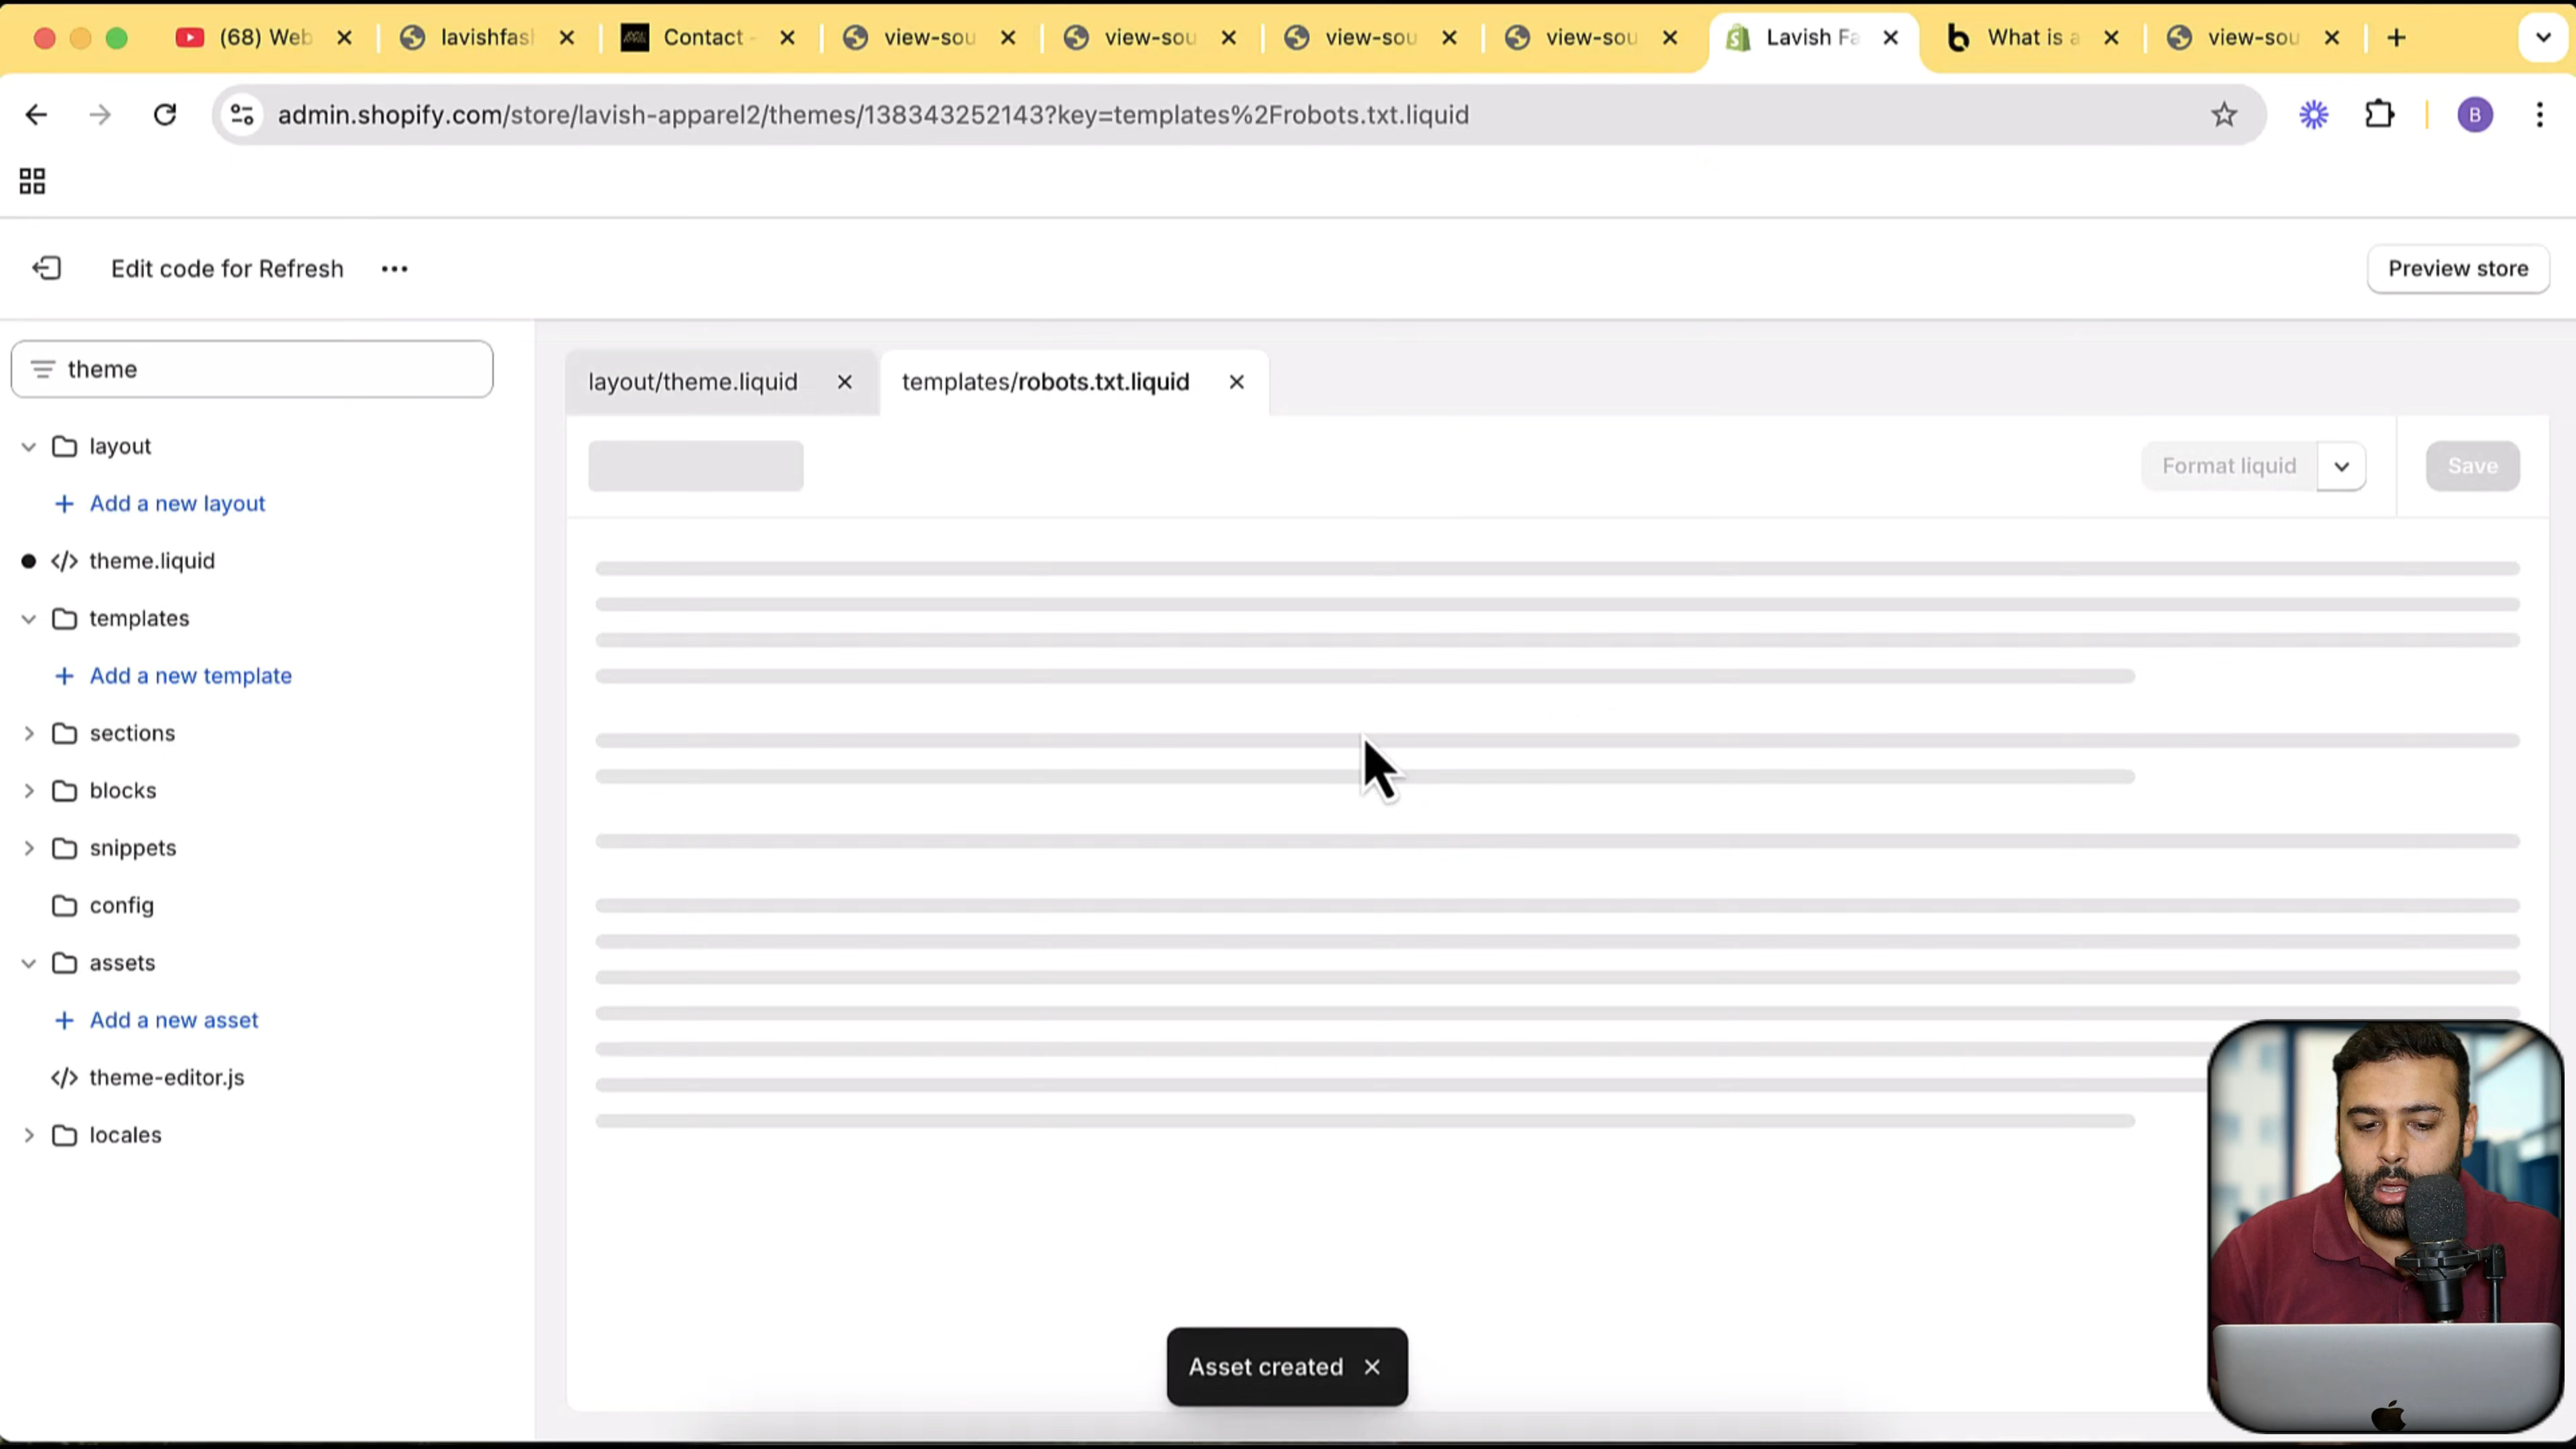 (68) Web
lavishfasl
Contact -
view-sou
view-sou
view-sou
view-sou
Lavish Fa
What is a
view-sou
admin.shopify.com/store/lavish-apparel2/themes/138343252143?key=templates%2Frobots.txt.liquid
B
Edit code for Refresh
Preview store
theme
layout/theme.liquid
templates/robots.txt.liquid
Format liquid
Save
layout
Add a new layout
theme.liquid
templates
Add a new template
sections
blocks
snippets
config
assets
Add a new asset
theme-editor.js
locales
Asset created